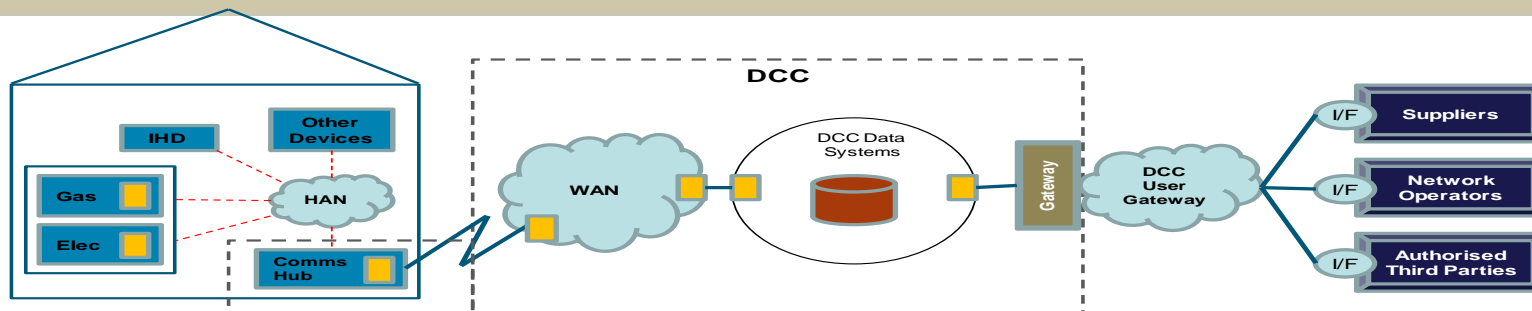 DCC
IHD
Other
Devices
Gas
HAN
Elec
Comms
Hub
WAN
DCC Data
Systems
Gateway
DCC
User
Gateway
I/F
Suppliers
I/F
Network
Operators
I/F
Authorised
Third Parties